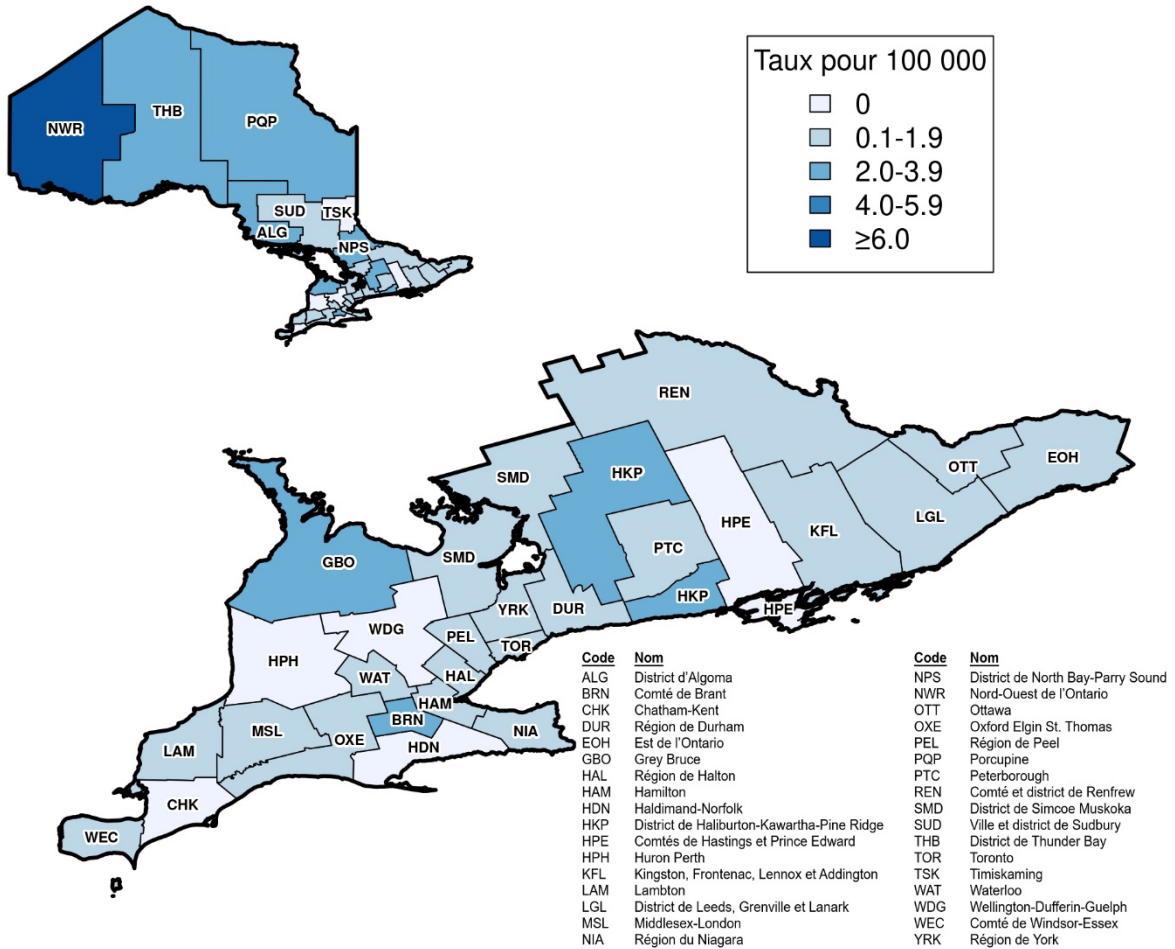 Taux pour 100 000
0
0.1-1.9
2.0-3.9
4.0-5.9
≥6.0
NWR
THB
PQP
SUD
TSK
ALG
NPS
REN
SMD
HKP
OTT
EOH
HPE
LGL
KFL
PTC
GBO
SMD
HKP
HPE
YRK
DUR
WDG
PEL
TOR
HPH
WAT
HAL
HAM
BRN
MSL
OXE
NIA
LAM
HDN
CHK
WEC
Code Nom
ALG District d'Algoma
BRN Comté de Brant
CHK Chatham-Kent
DUR Région de Durham
EOH Est de l'Ontario
GBO Grey Bruce
HAL Région de Halton
HAM Hamilton
HDN Haldimand-Norfolk
HKP District de Haliburton-Kawartha-Pine Ridge
HPE Comtés de Hastings et Prince Edward
HPH Huron Perth
KFL Kingston, Frontenac, Lennox et Addington
LAM Lambton
LGL District de Leeds, Grenville et Lanark
MSL Middlesex-London
NIA Région du Niagara
Code Nom
NPS District de North Bay-Parry Sound
NWR Nord-Ouest de l'Ontario
OTT Ottawa
OXE Oxford Elgin St. Thomas
PEL Région de Peel
PQP Porcupine
PTC Peterborough
REN Comté et district de Renfrew
SMD District de Simcoe Muskoka
SUD Ville et district de Sudbury
THB District de Thunder Bay
TOR Toronto
TSK Timiskaming
WAT Waterloo
WDG Wellington-Dufferin-Guelph
WEC Comté de Windsor-Essex
YRK Région de York